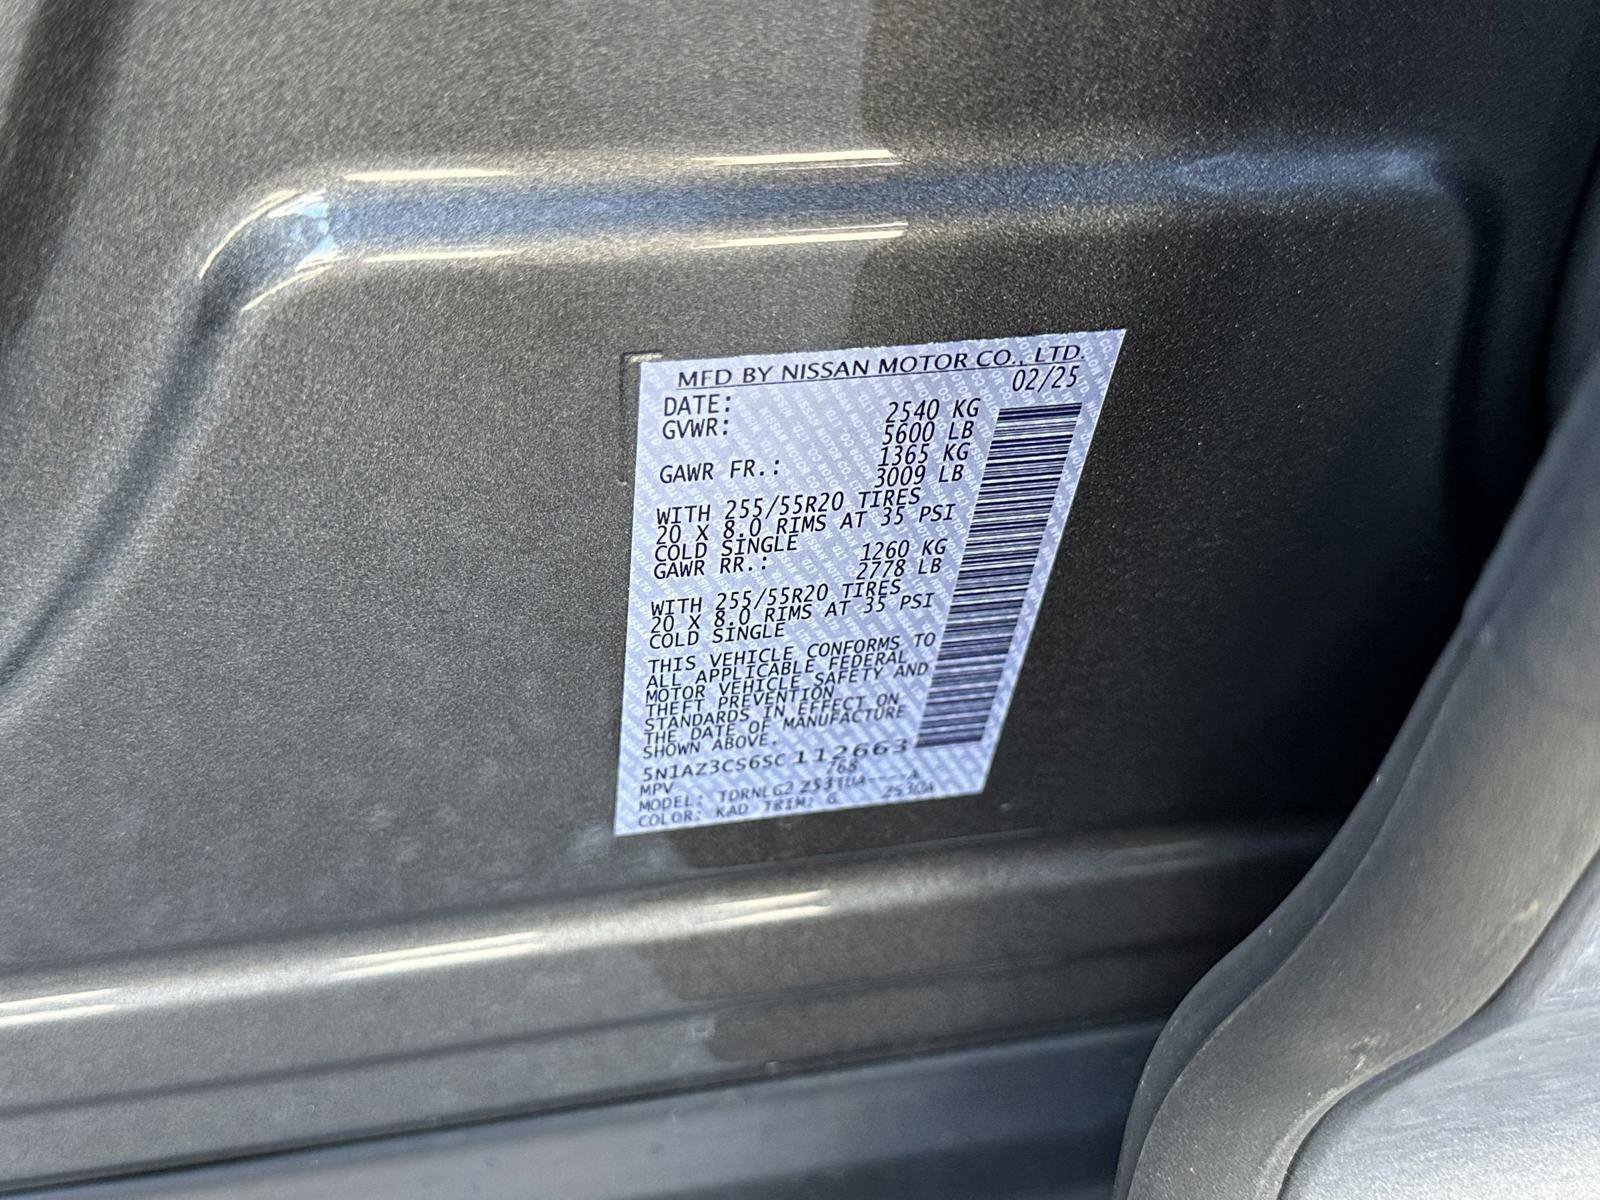 MFD BY NISSAN MOTOR CO., LTD.
DATE: 02/25
GVWR: 2540 KG
5600 LB
GAWR FR.: 1365 KG
3009 LB
WITH 255/55R20 TIRES
20 X 8.0 RIMS AT 35 PSI
COLD SINGLE
GAWR RR.: 1260 KG
2778 LB
WITH 255/55R20 TIRES
20 X 8.0 RIMS AT 35 PSI
COLD SINGLE
THIS VEHICLE CONFORMS TO
ALL APPLICABLE FEDERAL
MOTOR VEHICLE SAFETY AND
THEFT PREVENTION
STANDARDS IN EFFECT ON
THE DATE OF MANUFACTURE
SHOWN ABOVE.
5N1AZ3CS6SC112663
MPV
MODEL: TDRNLG2
COLOR: KAD TRIM: G